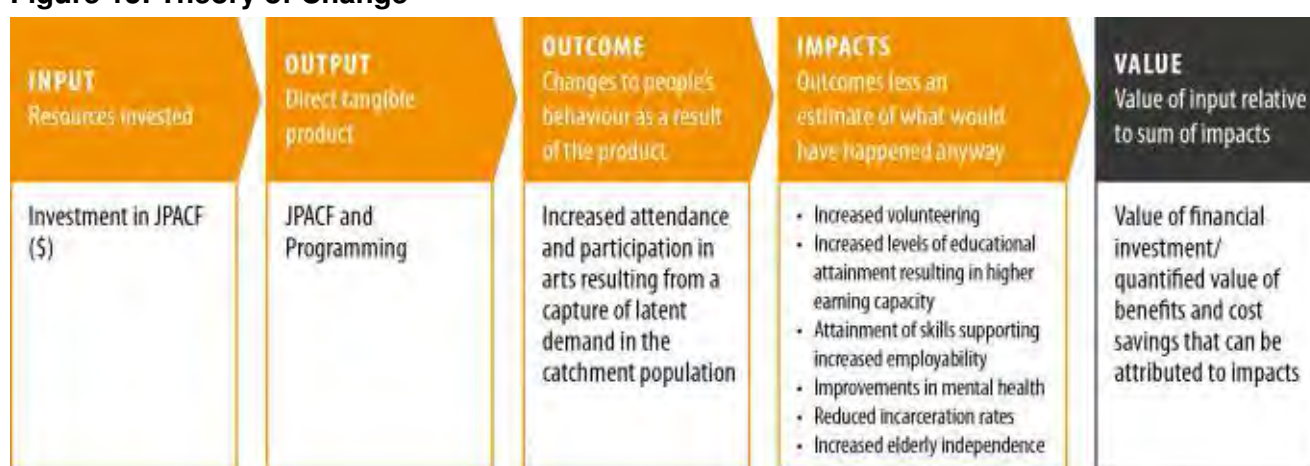 INPUT
Resources invested
OUTPUT
Direct tangible
product
OUTCOME
Changes to people's
behaviour as a result
of the product
IMPACTS
Outcomes less an
estimate of what would
have happened anyway
VALUE
Value of input relative
to sum of impacts
Investment in JPACF
($)
JPACF and
Programming
Increased attendance
and participation in
arts resulting from a
capture of latent
demand in the
catchment population
• Increased volunteering
• Increased levels of educational
attainment resulting in higher
earning capacity
• Attainment of skills supporting
increased employability
• Improvements in mental health
• Reduced incarceration rates
• Increased elderly independence
Value of financial
investment/
quantified value of
benefits and cost
savings that can be
attributed to impacts